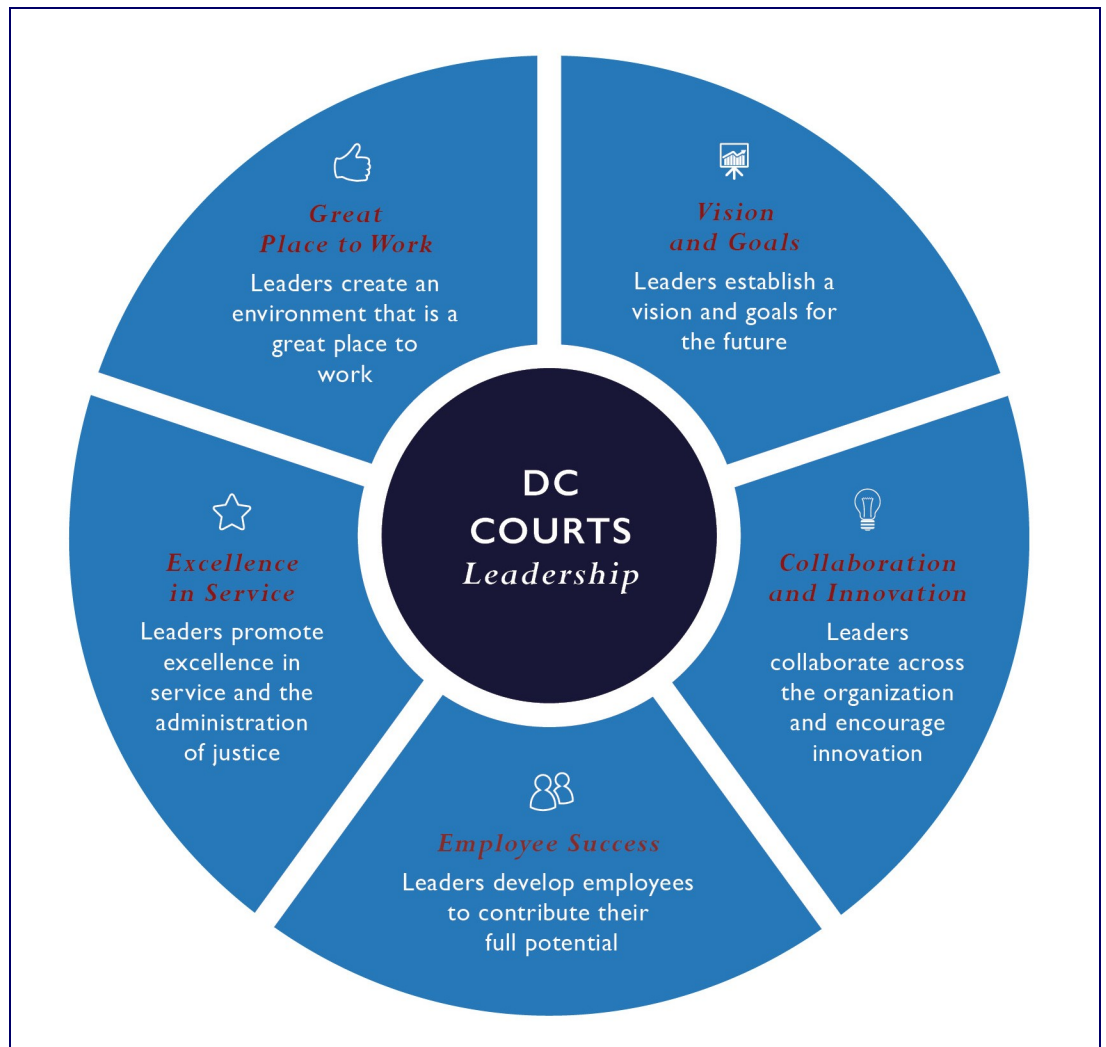 Great
Place to Work
Leaders create an
environment that is a
great place to
work
Vision
and Goals
Leaders establish a
vision and goals for
the future
DC
COURTS
Leadership
Excellence
in Service
Leaders promote
excellence in
service and the
administration
of justice
Collaboration
and Innovation
Leaders
collaborate across
the organization
and encourage
innovation
Employee Success
Leaders develop employees
to contribute their
full potential